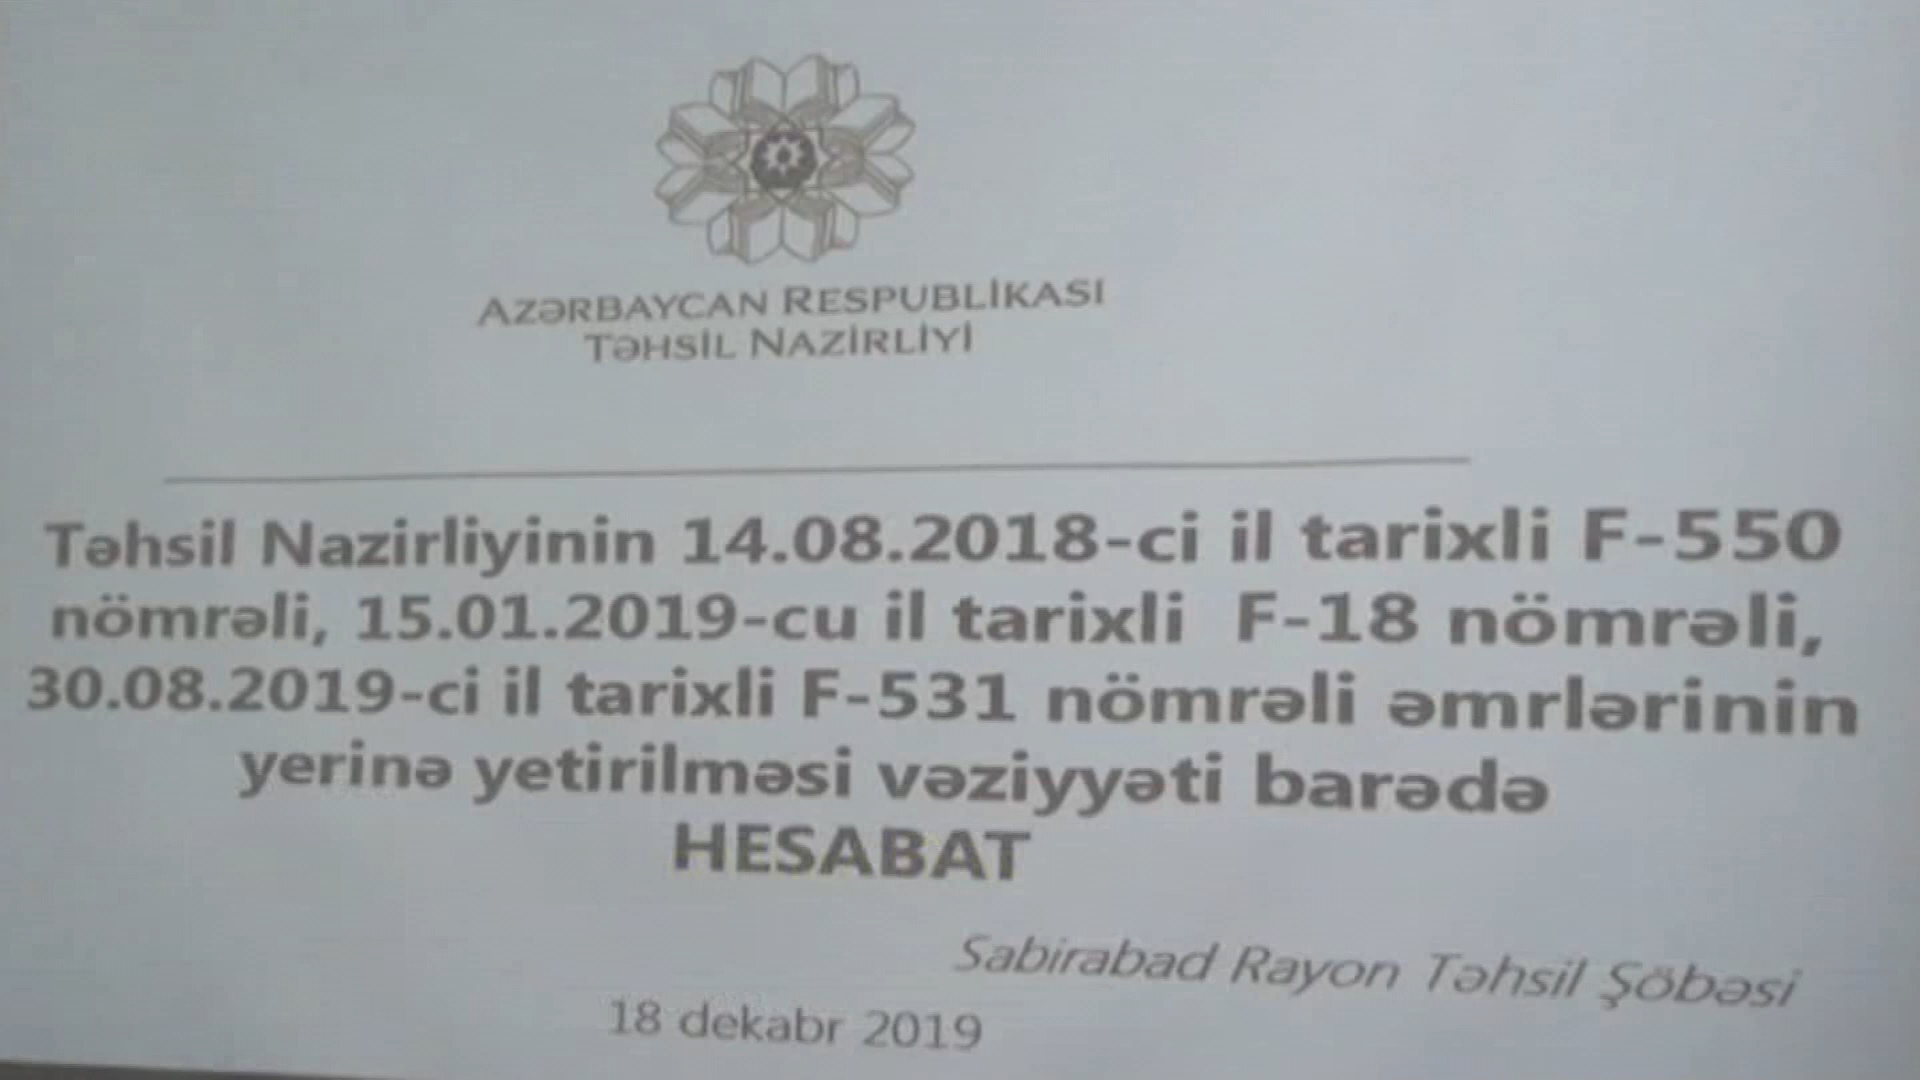 AZƏRBAYCAN RESPUBLİKASI
TƏHSİL NAZİRLİYİ
Təhsil Nazirliyinin 14.08.2018-ci il tarixli F-550
nömrəli, 15.01.2019-cu il tarixli F-18 nömrəli,
30.08.2019-ci il tarixli F-531 nömrəli əmrlərinin
yerinə yetirilməsi vəziyyəti barədə
HESABAT
Sabirabad Rayon Təhsil Şöbəsi
18 dekabr 2019